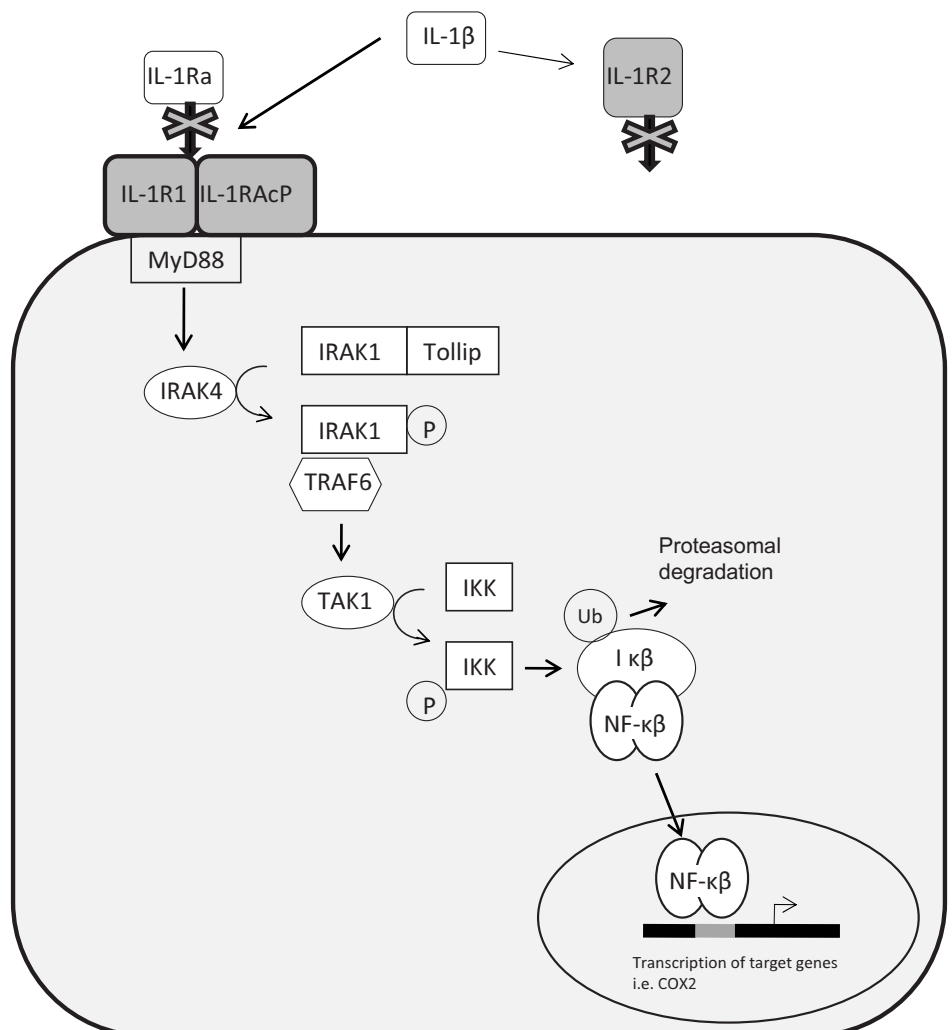 IL-1β
IL-1Ra
IL-1R2
IL-1R1
IL-1RAcP
MyD88
IRAK1
Tollip
IRAK4
IRAK1
P
TRAF6
Proteasomal
degradation
TAK1
IKK
Ub
I κβ
IKK
P
NF-κβ
NF-κβ
Transcription of target genes
i.e. COX2